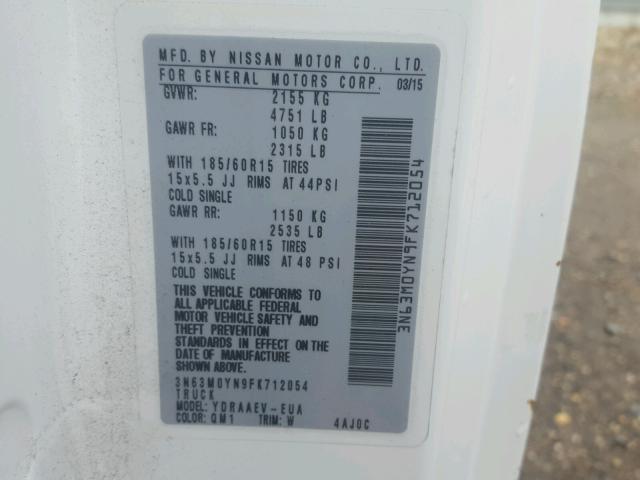 MFD. BY NISSAN MOTOR CO., LTD.
FOR GENERAL MOTORS CORP. 03/15
GVWR: 2155 KG
4751 LB
GAWR FR: 1050 KG
2315 LB
WITH 185/60R15 TIRES
15x5.5 JJ RIMS AT 44PSI
COLD SINGLE
GAWR RR: 1150 KG
2535 LB
WITH 185/60R15 TIRES
15x5.5 JJ RIMS AT 48 PSI
COLD SINGLE
THIS VEHICLE CONFORMS TO
ALL APPLICABLE FEDERAL
MOTOR VEHICLE SAFETY AND
THEFT PREVENTION
STANDARDS IN EFFECT ON
THE DATE OF MANUFACTURE
SHOWN ABOVE.
3N63M0YN9FK712054
TRUCK
MODEL: YDRAAEV-EUA
COLOR: QM1 TRIM: W 4AJ0C
3N63M0YN9FK712054